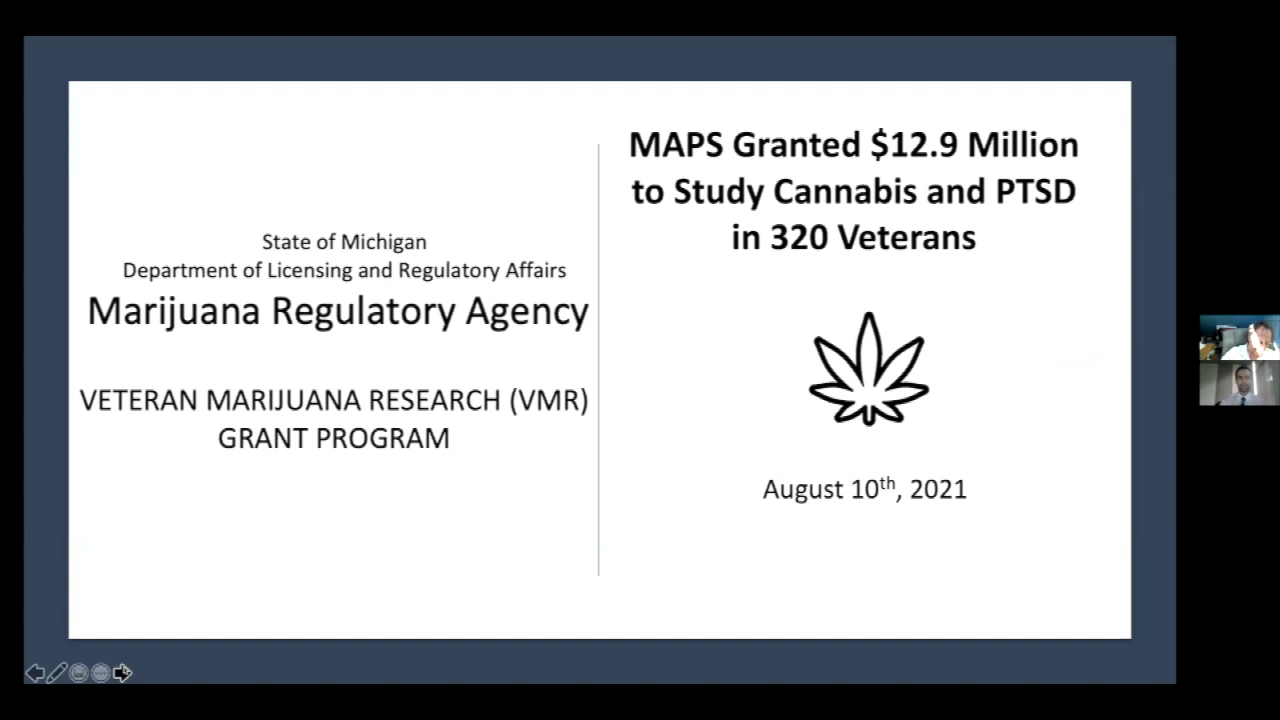 State of Michigan
Department of Licensing and Regulatory Affairs
Marijuana Regulatory Agency
VETERAN MARIJUANA RESEARCH (VMR)
GRANT PROGRAM
MAPS Granted $12.9 Million
to Study Cannabis and PTSD
in 320 Veterans
August 10th, 2021